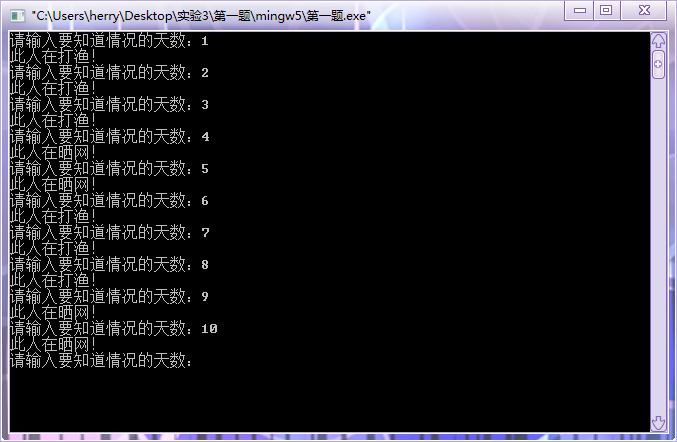 "C:\Users\herry\Desktop\实验3\第一题\mingw5\第一题.exe"
请输入要知道情况的天数：1
此人在打渔！
请输入要知道情况的天数：2
此人在打渔！
请输入要知道情况的天数：3
此人在打渔！
请输入要知道情况的天数：4
此人在晒网！
请输入要知道情况的天数：5
此人在晒网！
请输入要知道情况的天数：6
此人在打渔！
请输入要知道情况的天数：7
此人在打渔！
请输入要知道情况的天数：8
此人在打渔！
请输入要知道情况的天数：9
此人在晒网！
请输入要知道情况的天数：10
此人在晒网！
请输入要知道情况的天数：